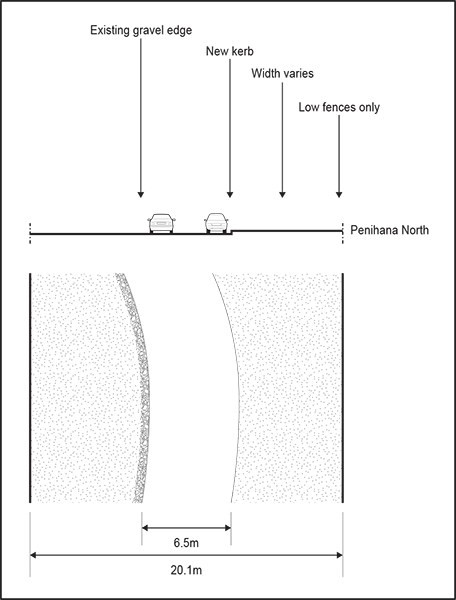 Existing gravel edge
New kerb
Width varies
Low fences only
Penihana North
6.5m
20.1m